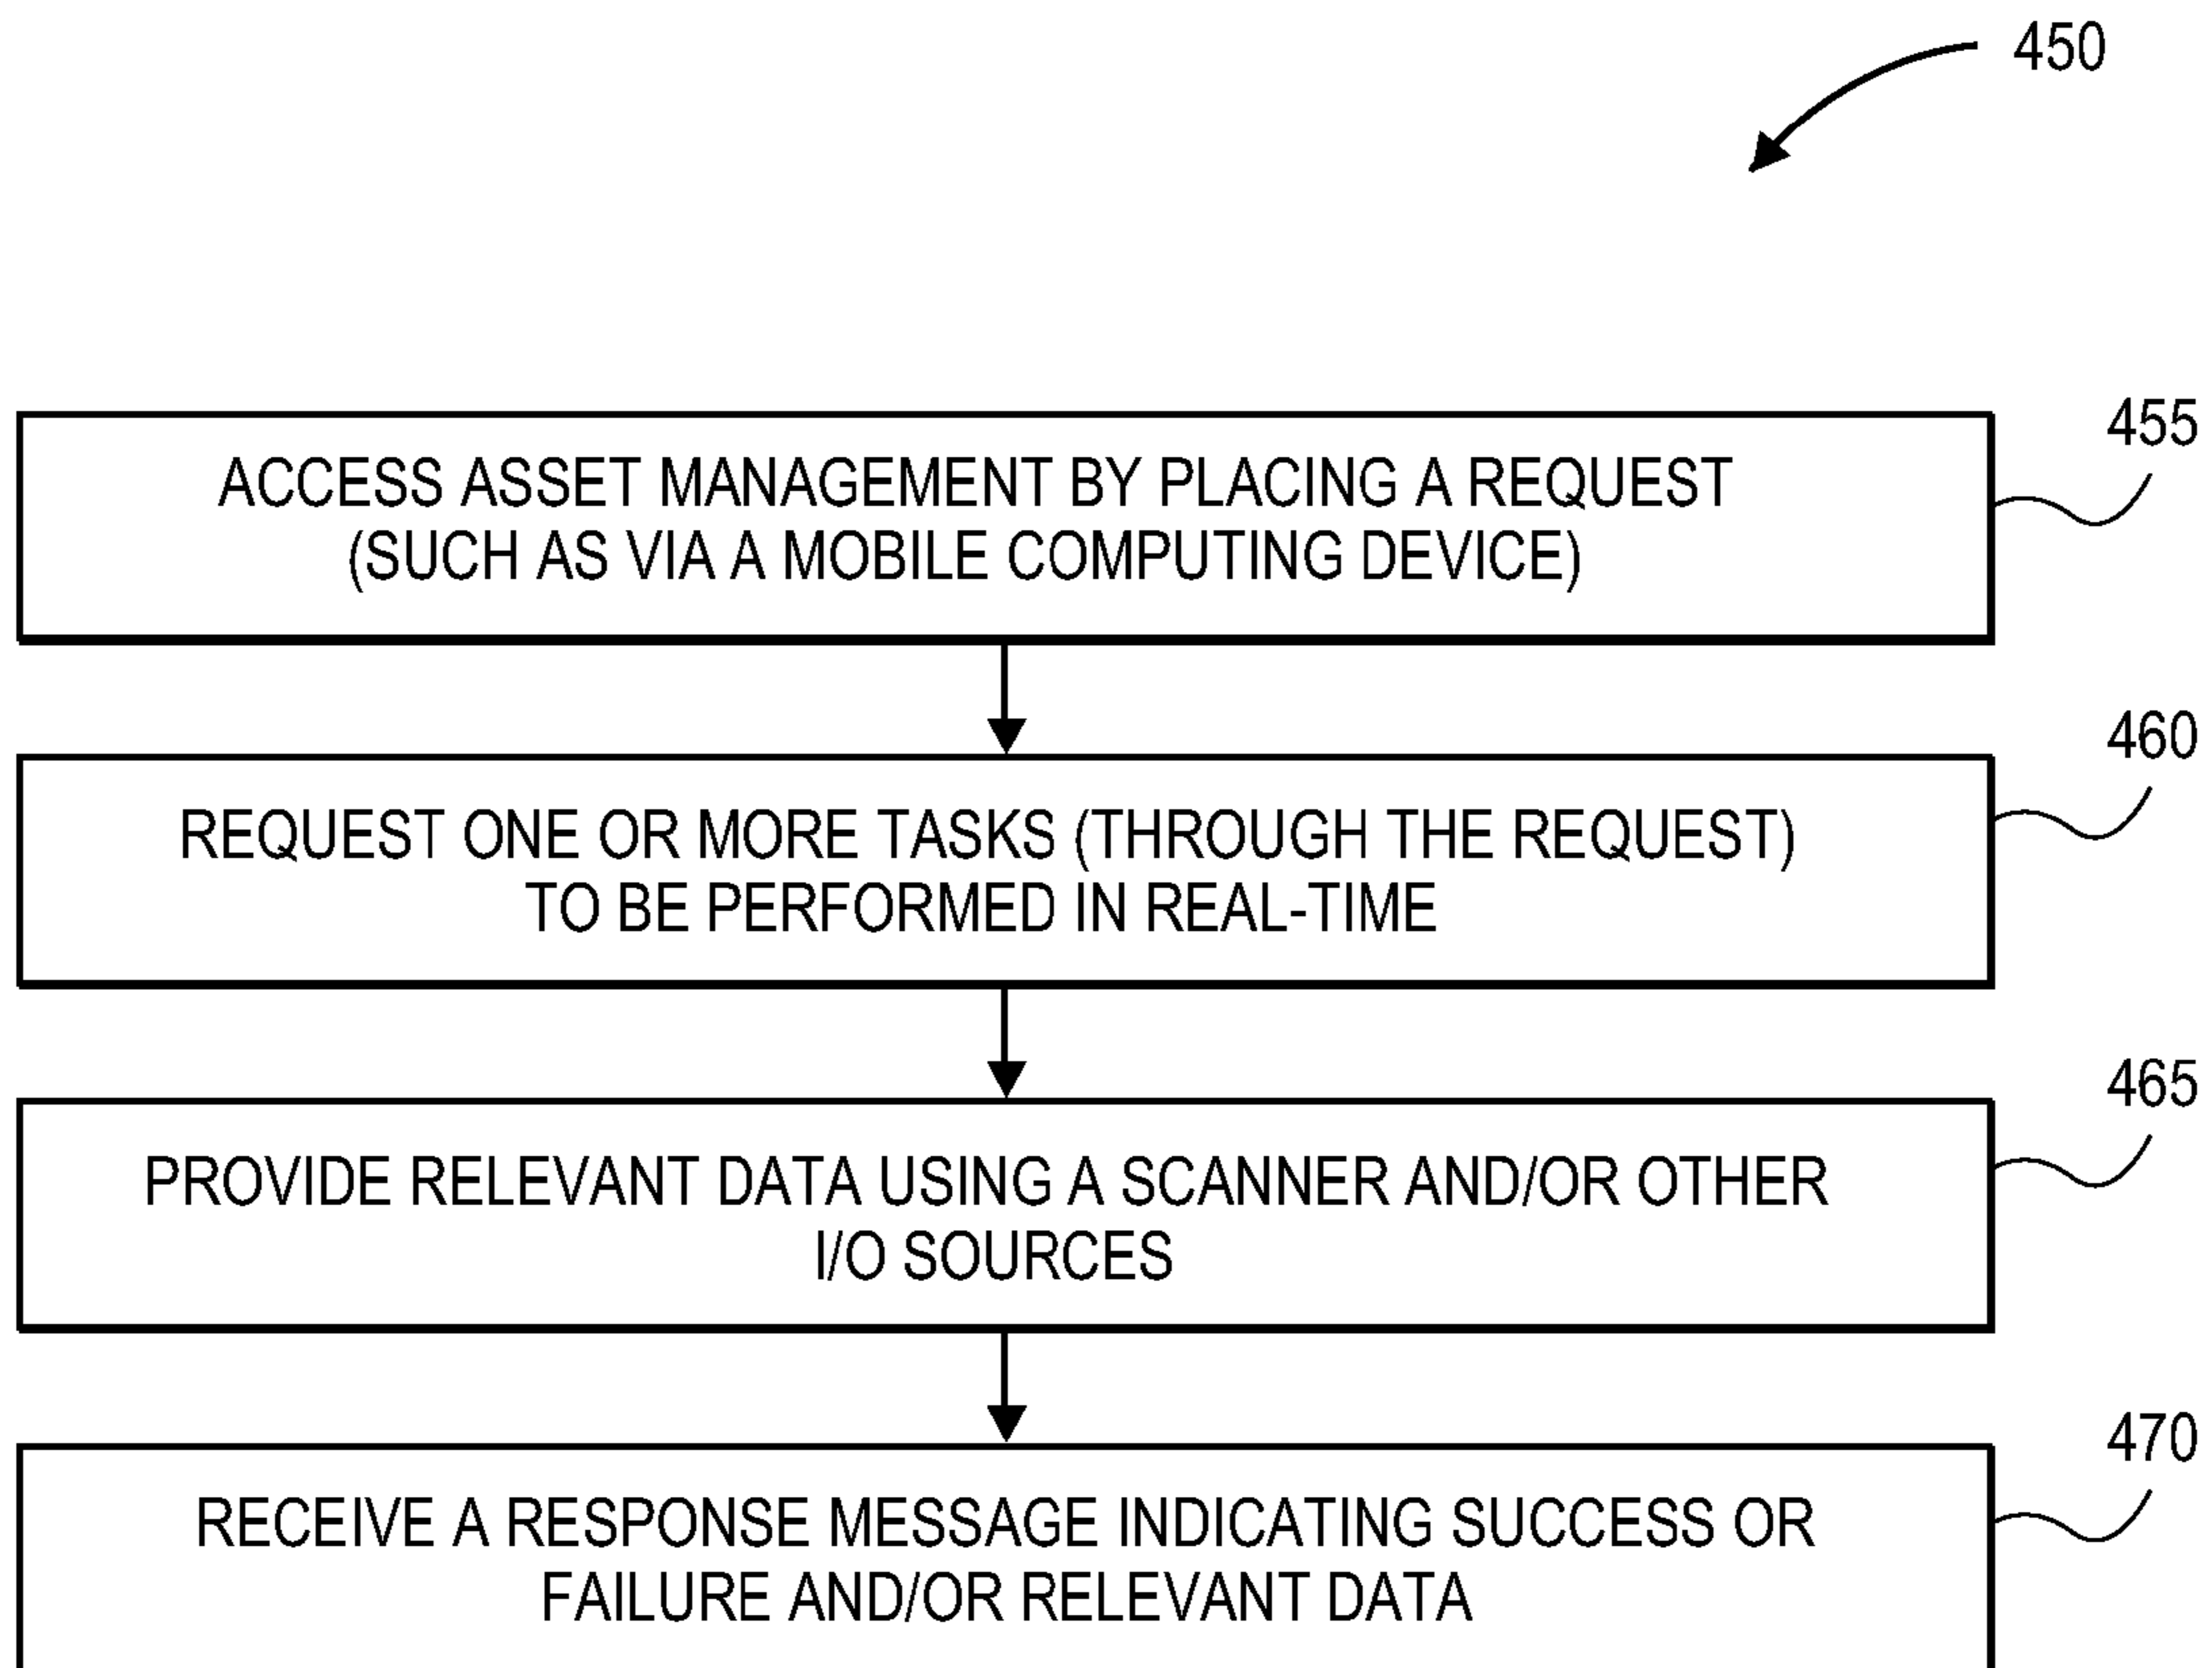 450
455
ACCESS ASSET MANAGEMENT BY PLACING A REQUEST
(SUCH AS VIA A MOBILE COMPUTING DEVICE)
460
REQUEST ONE OR MORE TASKS (THROUGH THE REQUEST)
TO BE PERFORMED IN REAL-TIME
465
PROVIDE RELEVANT DATA USING A SCANNER AND/OR OTHER
I/O SOURCES
470
RECEIVE A RESPONSE MESSAGE INDICATING SUCCESS OR
FAILURE AND/OR RELEVANT DATA